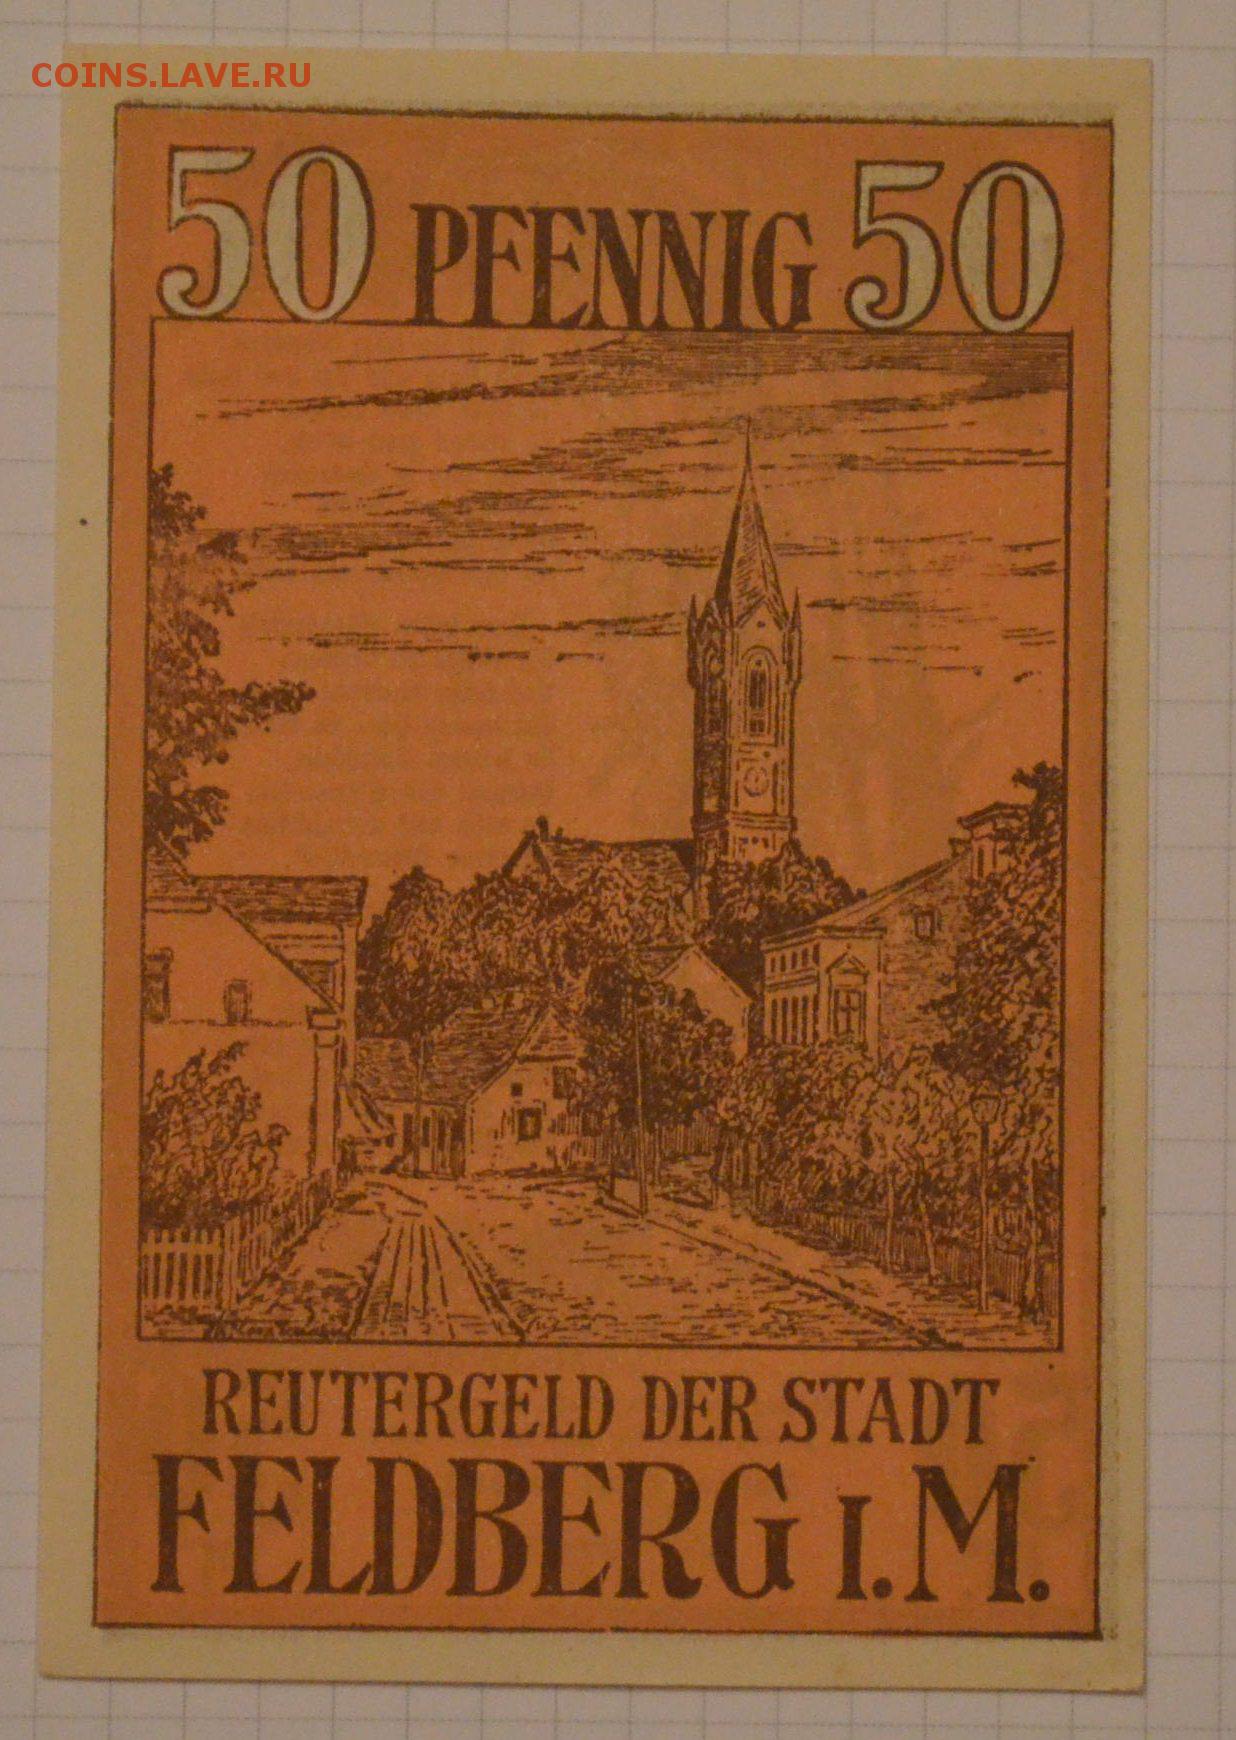 COINS.LAVE.RU
50 PFENNIG 50
REUTERGELD DER STADT
FELDBERG I.M.